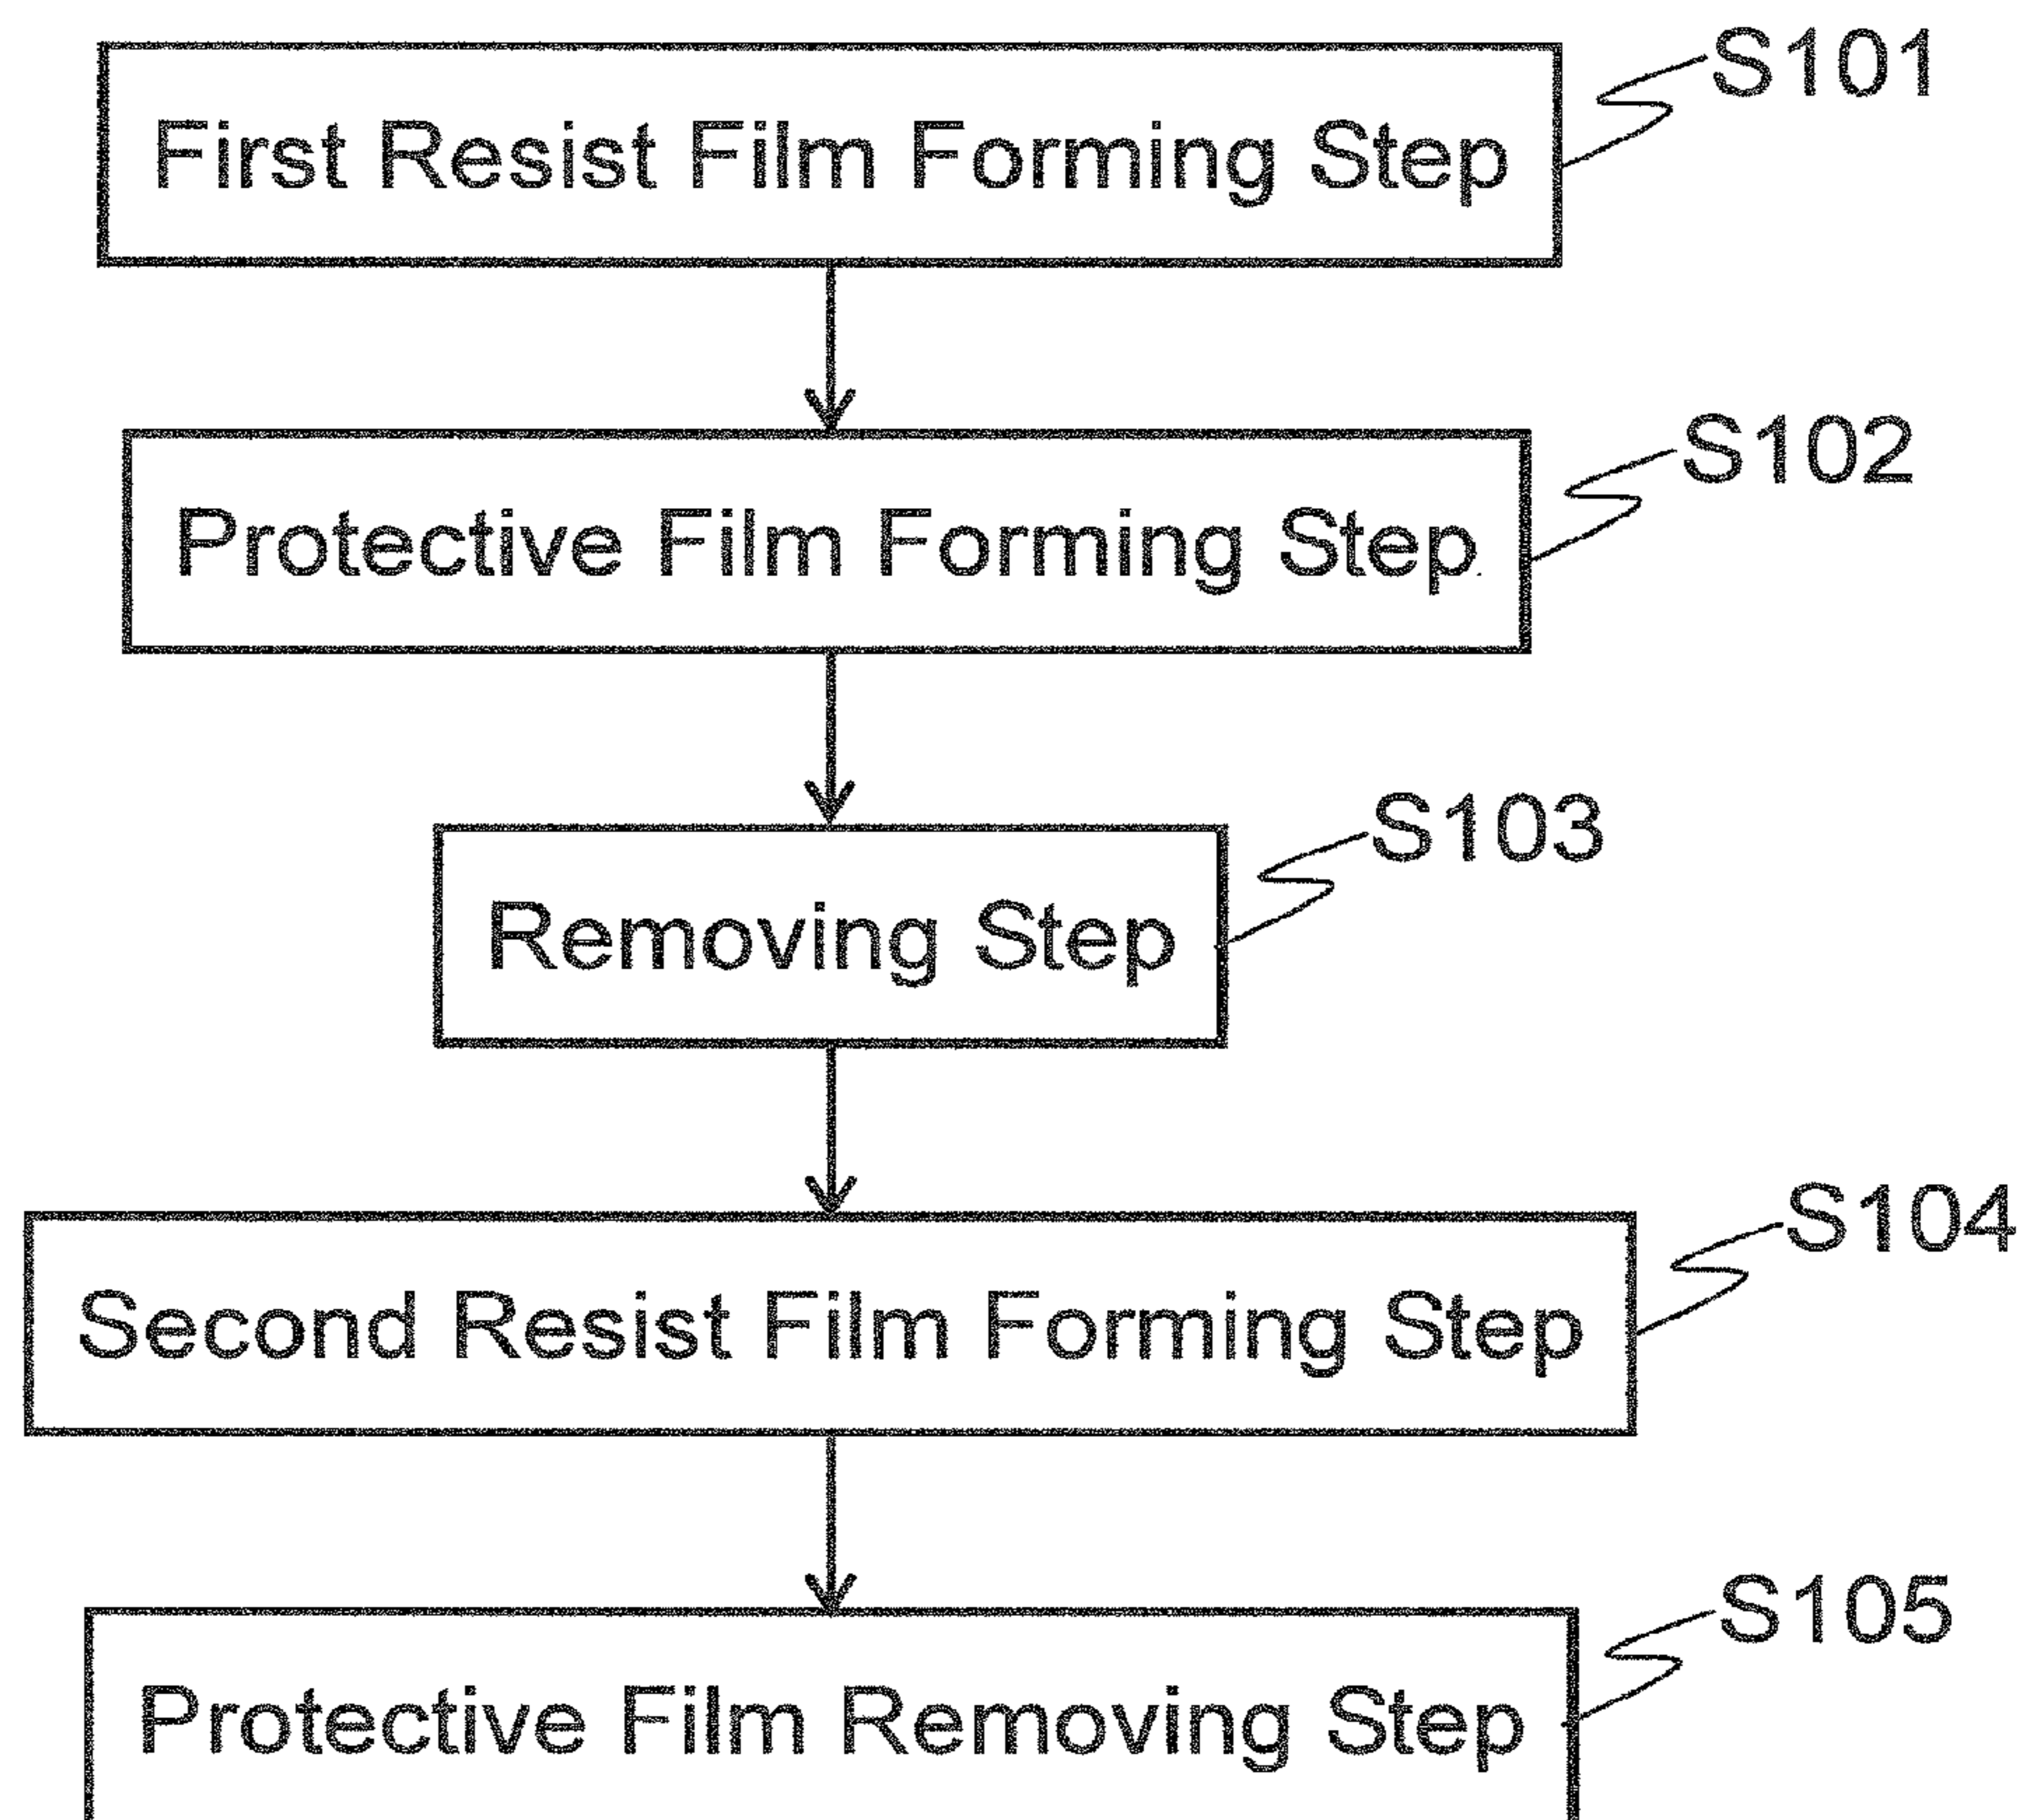 S101
First Resist Film Forming Step
S102
Protective Film Forming Step
S103
Removing Step
S104
Second Resist Film Forming Step
S105
Protective Film Removing Step